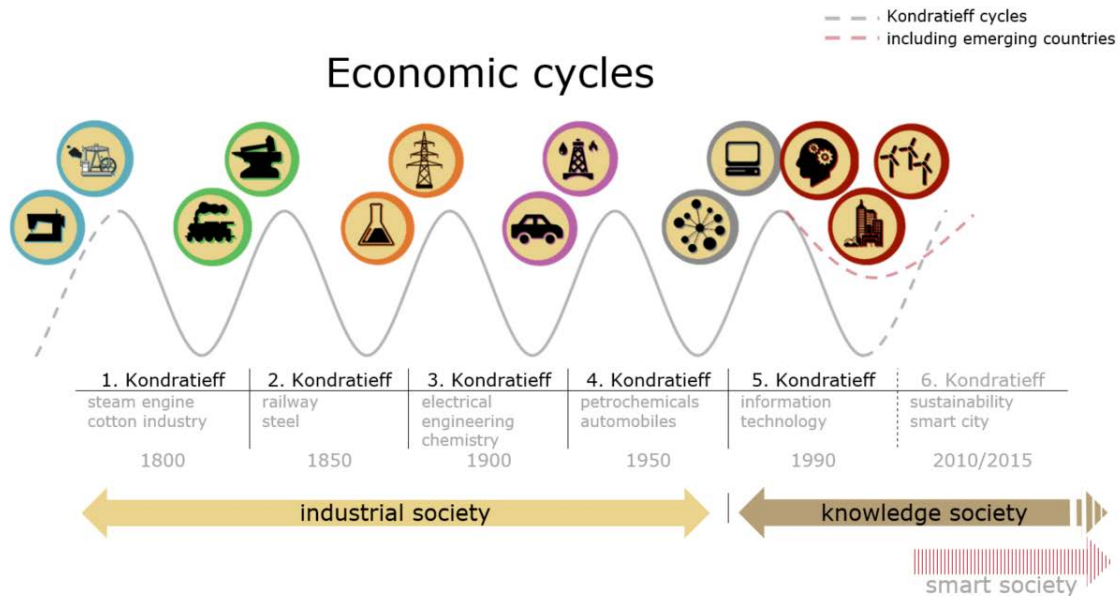 Kondratieff cycles
including emerging countries
Economic cycles
1. Kondratieff
steam engine
cotton industry
1800
2. Kondratieff
railway
steel
1850
3. Kondratieff
electrical
engineering
chemistry
1900
4. Kondratieff
petrochemicals
automobiles
1950
5. Kondratieff
information
technology
1990
6. Kondratieff
sustainability
smart city
2010/2015
industrial society
knowledge society
smart society